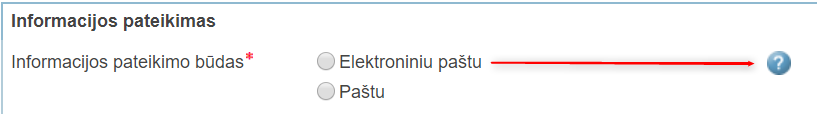 Informacijos pateikimas
Informacijos pateikimo būdas* Elektroniniu paštu ?
Paštu